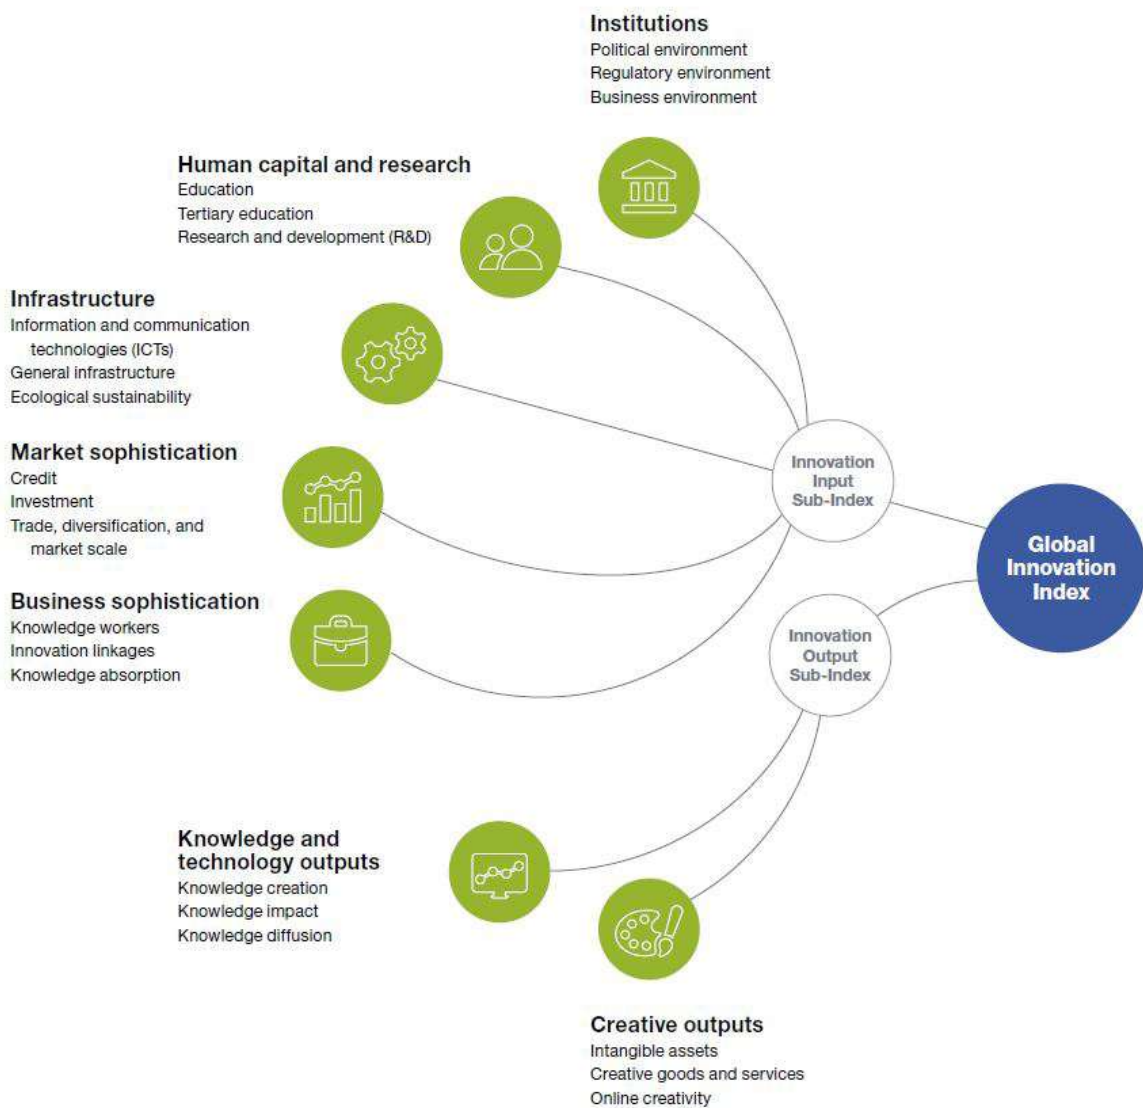 Institutions
Political environment
Regulatory environment
Business environment
Human capital and research
Education
Tertiary education
Research and development (R&D)
Infrastructure
Information and communication
technologies (ICTs)
General infrastructure
Ecological sustainability
Market sophistication
Credit
Investment
Trade, diversification, and
market scale
Business sophistication
Knowledge workers
Innovation linkages
Knowledge absorption
Innovation
Input
Sub-Index
Global
Innovation
Index
Innovation
Output
Sub-Index
Knowledge and
technology outputs
Knowledge creation
Knowledge impact
Knowledge diffusion
Creative outputs
Intangible assets
Creative goods and services
Online creativity